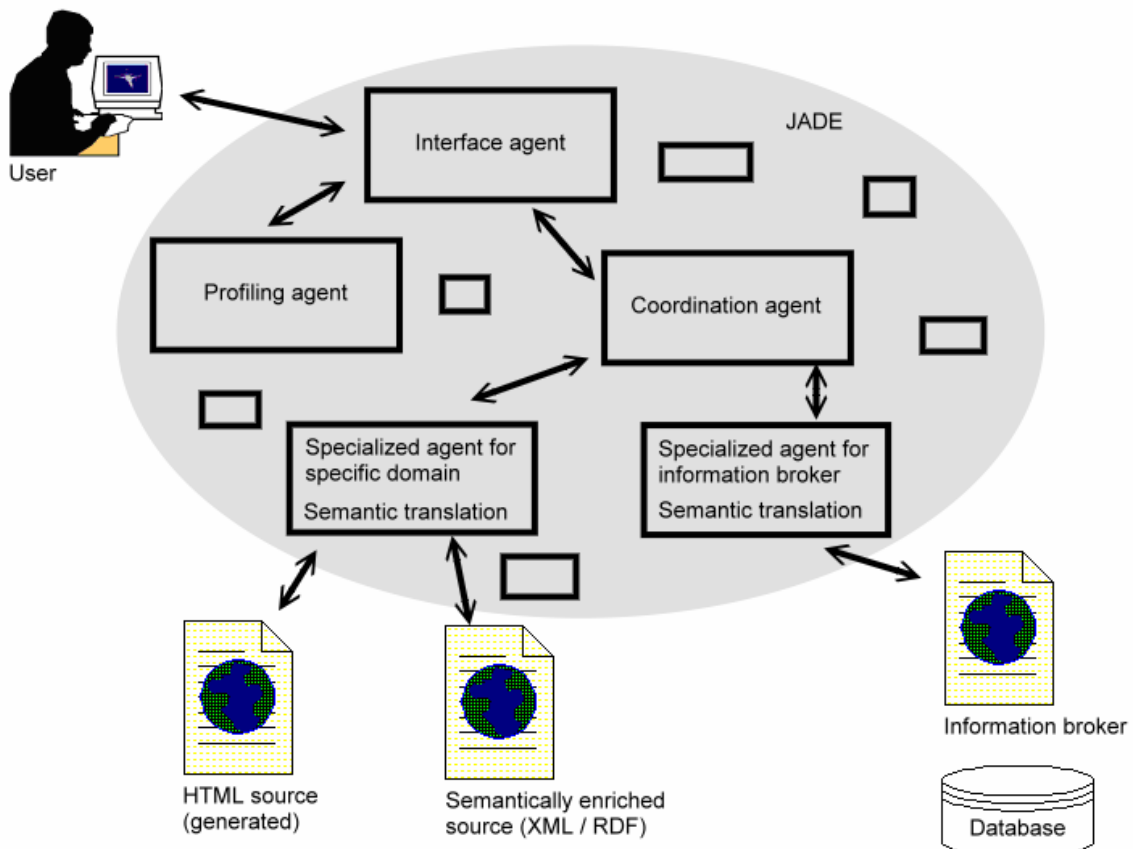 JADE
Interface agent
User
Profiling agent
Coordination agent
Specialized agent for
specific domain
Semantic translation
Specialized agent for
information broker
Semantic translation
Information broker
HTML source
(generated)
Semantically enriched
source (XML / RDF)
Database